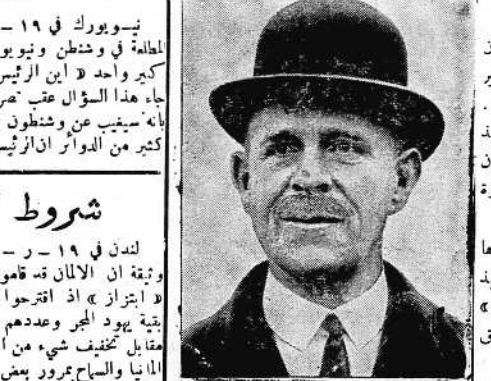 نيويورك في ١٩ –
المطلعة في وشنطن ونيويو
كبير واحد « اين الرئيس
جاء هذا السؤال عقب تصر
بأنه سيغيب عن وشنطون
كثير من الدوائر ان الرئيس
شروط
لندن في ١٩ – ر –
وثيقة ان الالمان قد قامو
« ابتزاز » اذ اقترحوا
بقية يهود المجر وعددهم
مقابل تخفيف شيء من ا
المانيا والسماح بمرور بعض